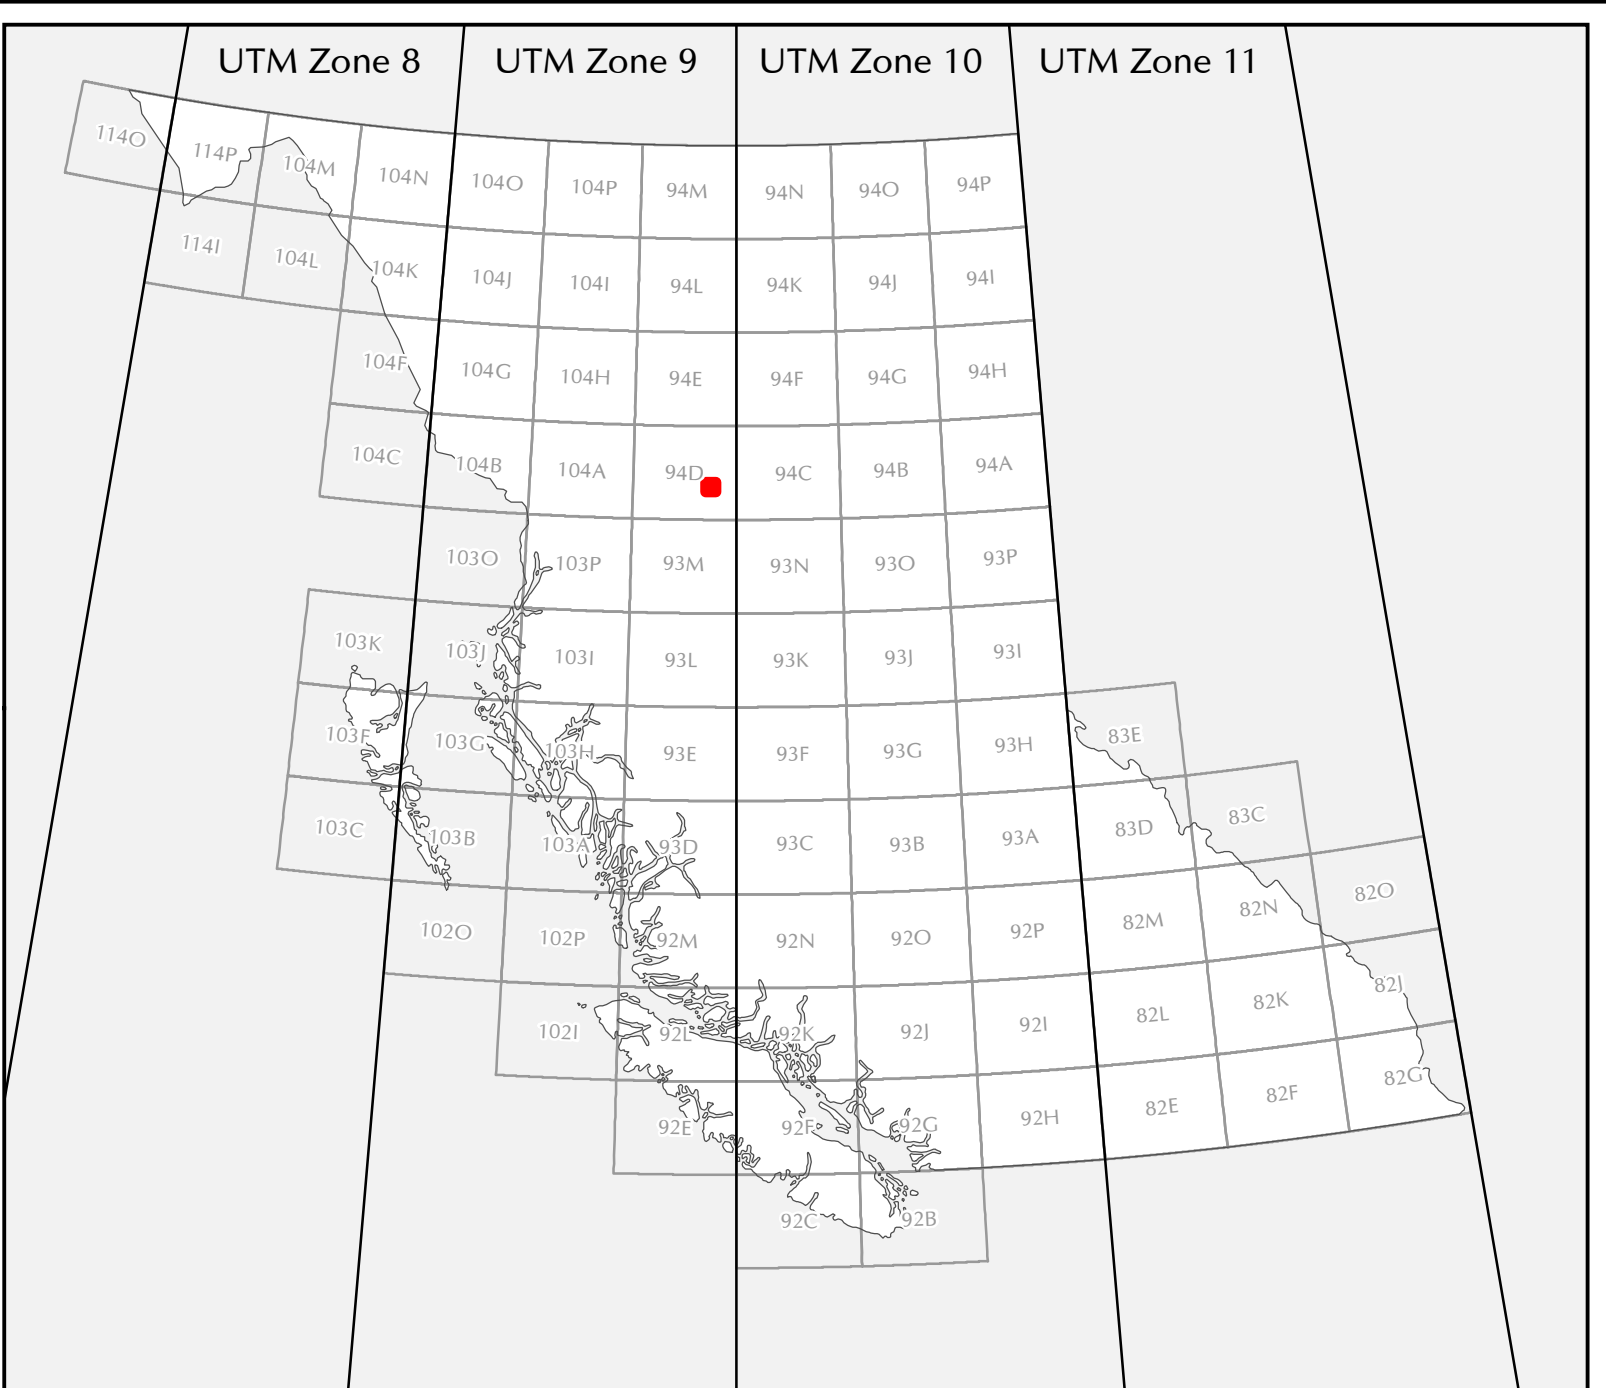 UTM Zone 8 UTM Zone 9 UTM Zone 10 UTM Zone 11
114O 114P 104M 104N 104O 104P 94M 94N 94O 94P
114I 104L 104K 104J 104I 94L 94K 94J 94I
104F 104G 104H 94E 94F 94G 94H
104C 104B 104A 94D 94C 94B 94A
103O 103P 93M 93N 93O 93P
103K 103J 103I 93L 93K 93J 93I
103F 103G 103H 93E 93F 93G 93H 83E
103C 103B 103A 93D 93C 93B 93A 83D 83C
102O 102P 92M 92N 92O 92P 82M 82N 82O
102I 92L 92K 92J 92I 82L 82K 82J
92E 92F 92G 92H 82E 82F 82G
92C 92B